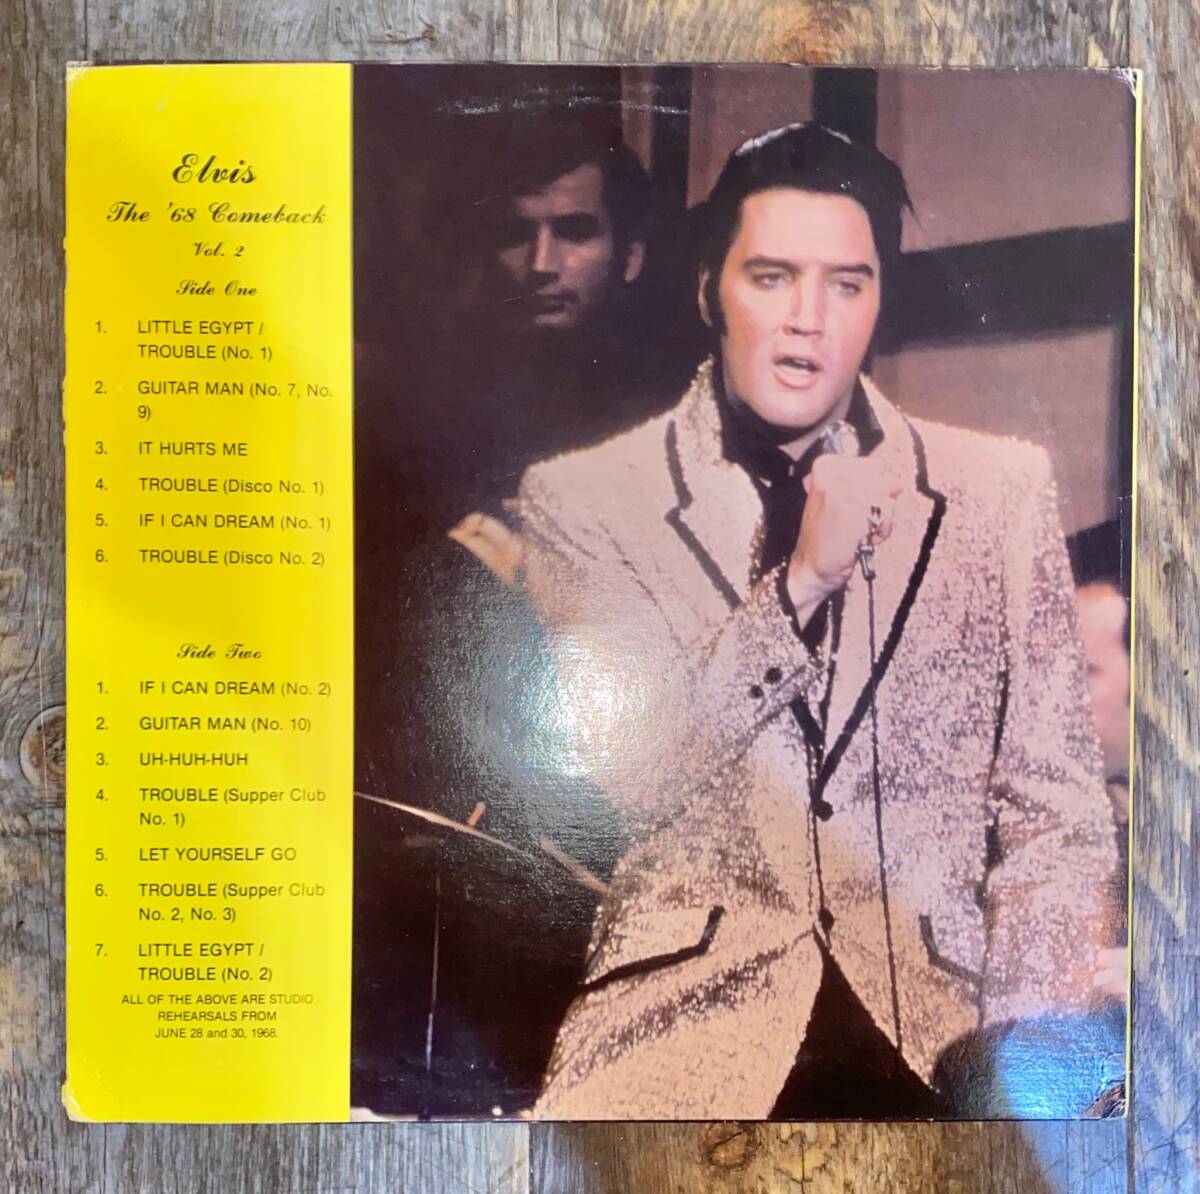 Elvis
The '68 Comeback
Vol. 2
Side One
1. LITTLE EGYPT /
TROUBLE (No. 1)
2. GUITAR MAN (No. 7, No.
9)
3. IT HURTS ME
4. TROUBLE (Disco No. 1)
5. IF I CAN DREAM (No. 1)
6. TROUBLE (Disco No. 2)
Side Two
1. IF I CAN DREAM (No. 2)
2. GUITAR MAN (No. 10)
3. UH-HUH-HUH
4. TROUBLE (Supper Club
No. 1)
5. LET YOURSELF GO
6. TROUBLE (Supper Club
No. 2, No. 3)
7. LITTLE EGYPT /
TROUBLE (No. 2)
ALL OF THE ABOVE ARE STUDIO
REHEARSALS FROM
JUNE 28 and 30, 1968.